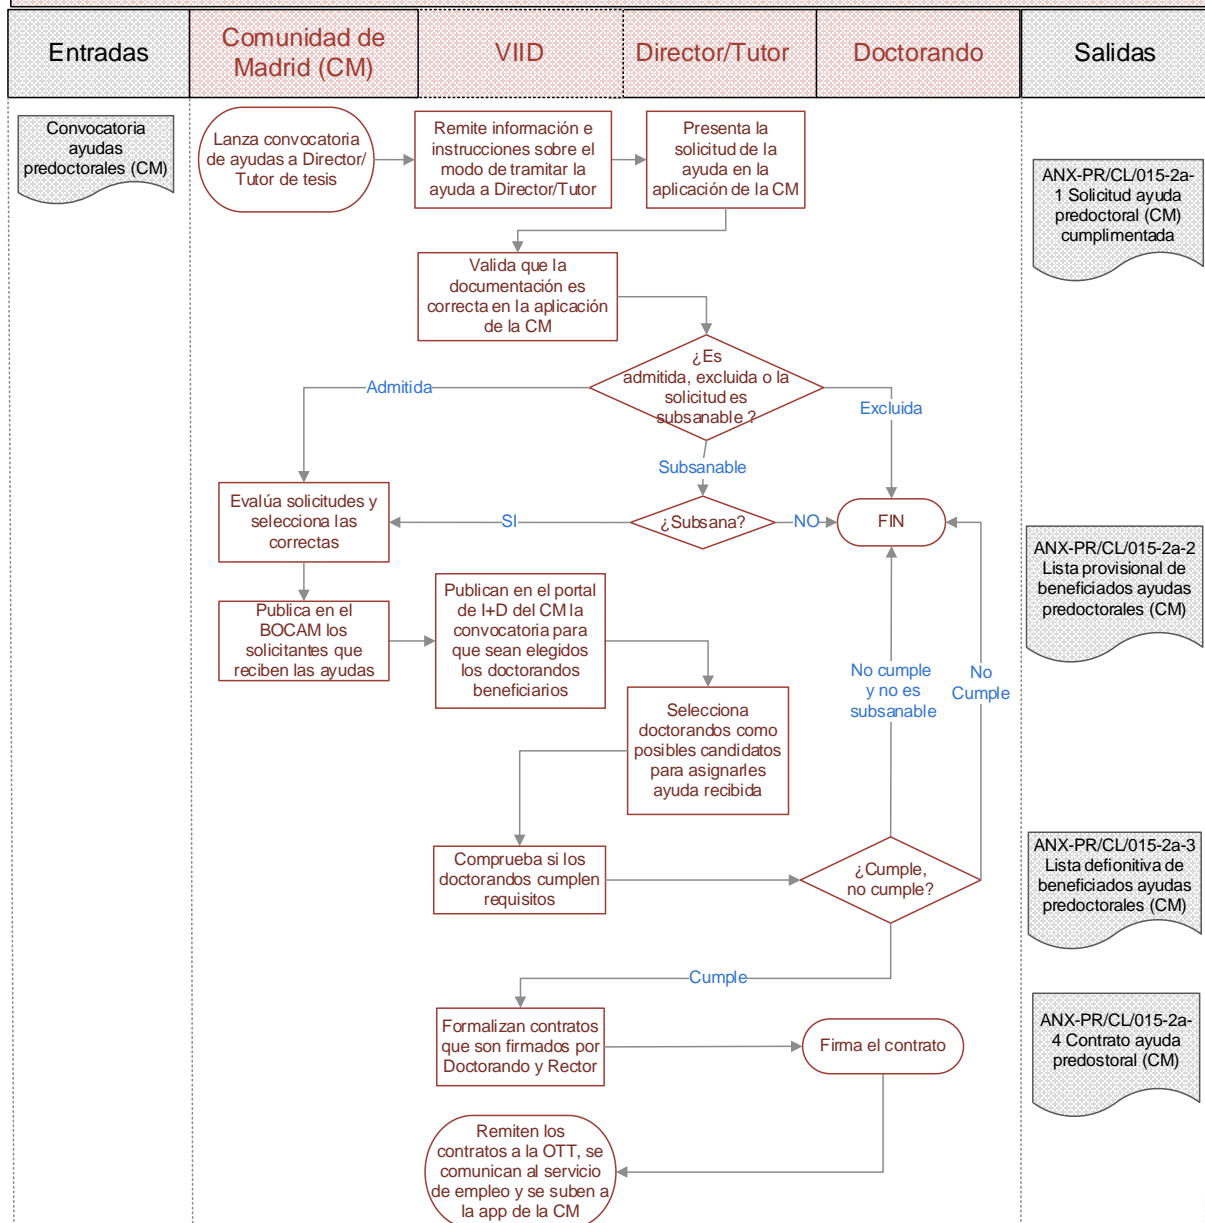 Entradas
Comunidad de
Madrid (CM)
VIID
Director/Tutor
Doctorando
Salidas
Convocatoria
ayudas
predoctorales (CM)
Lanza convocatoria
de ayudas a Director/
Tutor de tesis
Remite información e
instrucciones sobre el
modo de tramitar la
ayuda a Director/Tutor
Presenta la
solicitud de la
ayuda en la
aplicación de la CM
ANX-PR/CL/015-2a-
1 Solicitud ayuda
predoctoral (CM)
cumplimentada
Valida que la
documentación es
correcta en la aplicación
de la CM
¿Es
admitida, excluida o la
solicitud es
subsanable ?
Admitida
Excluida
Subsanable
Evalúa solicitudes y
selecciona las
correctas
SI
¿Subsana?
NO
FIN
ANX-PR/CL/015-2a-2
Lista provisional de
beneficiados ayudas
predoctorales (CM)
Publica en el
BOCAM los
solicitantes que
reciben las ayudas
Publican en el portal
de I+D del CM la
convocatoria para
que sean elegidos
los doctorandos
beneficiarios
No cumple
y no es
subsanable
No
Cumple
Selecciona
doctorandos como
posibles candidatos
para asignarles
ayuda recibida
Comprueba si los
doctorandos cumplen
requisitos
¿Cumple,
no cumple?
ANX-PR/CL/015-2a-3
Lista defionitiva de
beneficiados ayudas
predoctorales (CM)
Cumple
Formalizan contratos
que son firmados por
Doctorando y Rector
Firma el contrato
ANX-PR/CL/015-2a-
4 Contrato ayuda
predostoral (CM)
Remiten los
contratos a la OTT, se
comunican al servicio
de empleo y se suben a
la app de la CM